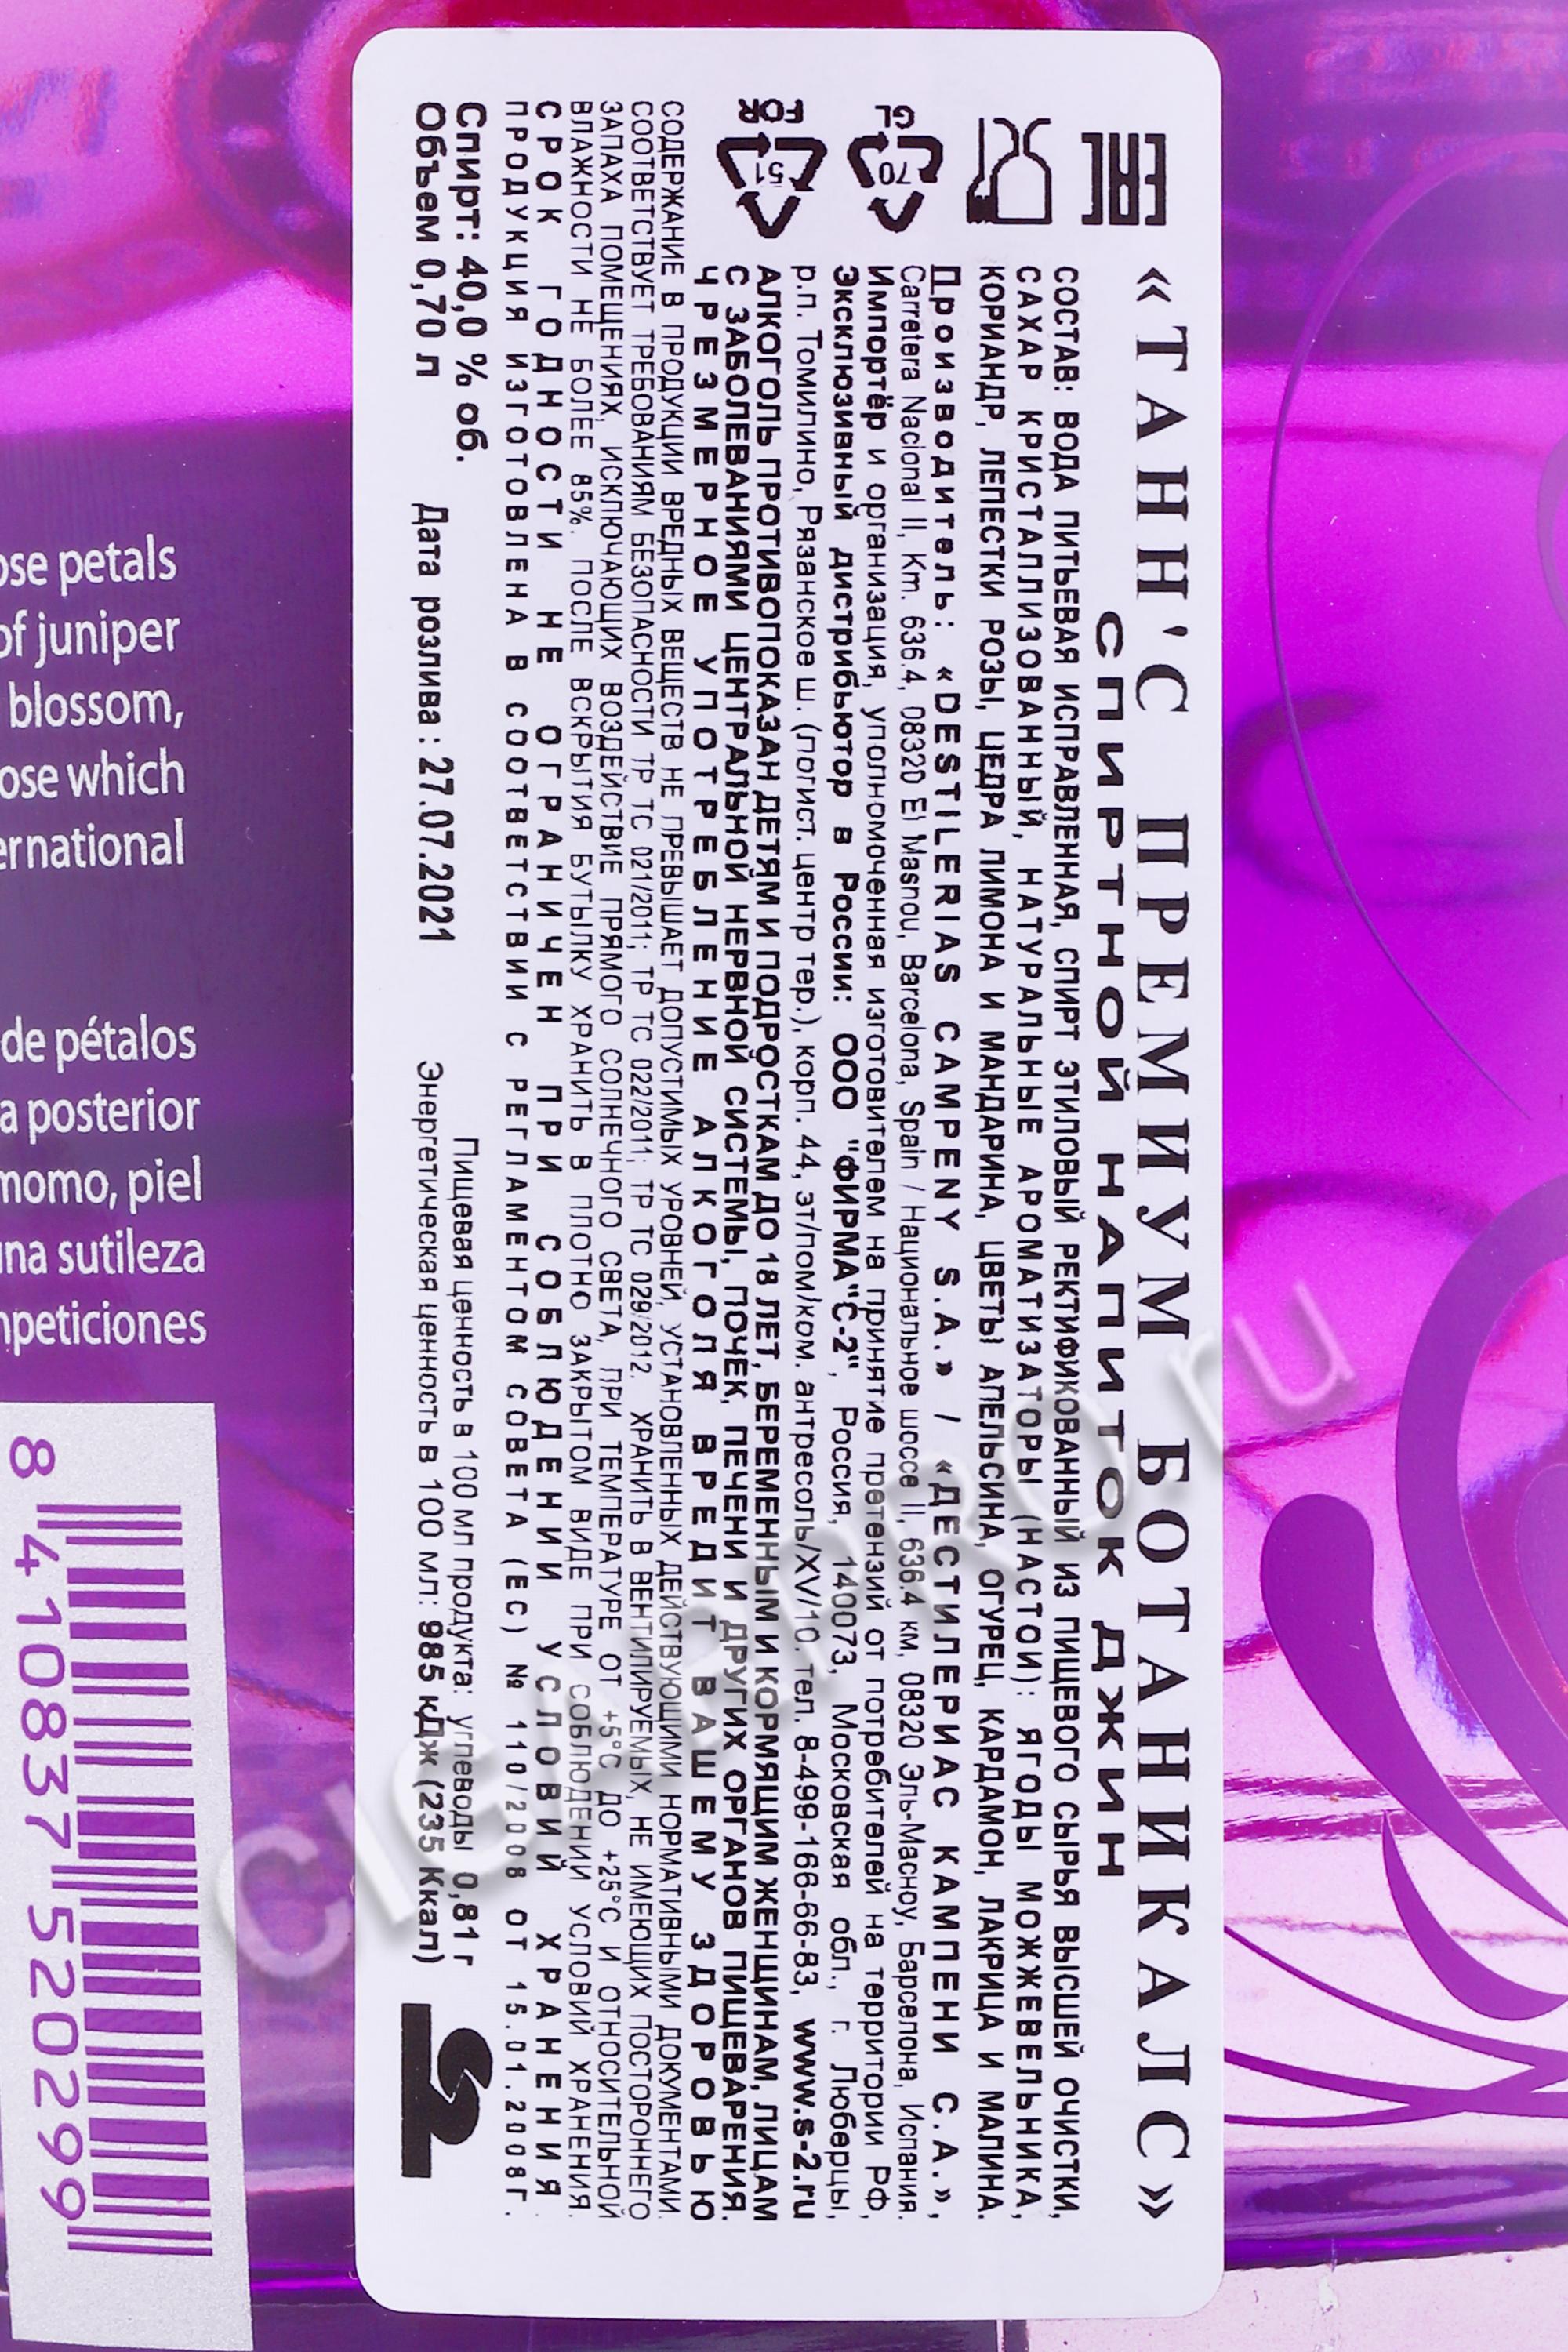 «ТАНН'С ПРЕМИУМ БОТАНИКАЛС»
СПИРТНОЙ НАПИТОК ДЖИН
СОСТАВ: ВОДА ПИТЬЕВАЯ ИСПРАВЛЕННАЯ, СПИРТ ЭТИЛОВЫЙ РЕКТИФИКОВАННЫЙ ИЗ ПИЩЕВОГО СЫРЬЯ ВЫСШЕЙ ОЧИСТКИ,
САХАР КРИСТАЛЛИЗОВАННЫЙ, НАТУРАЛЬНЫЕ АРОМАТИЗАТОРЫ (НАСТОИ): ЯГОДЫ МОЖЖЕВЕЛЬНИКА,
КОРИАНДР, ЛЕПЕСТКИ РОЗЫ, ЦЕДРА ЛИМОНА И МАНДАРИНА, ЦВЕТЫ АПЕЛЬСИНА, ОГУРЕЦ, КАРДАМОН, ЛАКРИЦА И МАЛИНА.
Производитель: «DESTILERIAS CAMPENY S.A.» / «ДЕСТИЛЕРИАС КАМПЕНИ С.А.»,
Carretera Nacional II, Km. 636.4, 08320 El Masnou, Barcelona, Spain / Национальное шоссе II, 636.4 км, 08320 Эль-Масноу, Барселона, Испания.
Импортёр и организация, уполномоченная изготовителем на принятие претензий от потребителей на территории РФ,
Эксклюзивный дистрибьютор в России: ООО "ФИРМА"С-2", Россия, 140073, Московская обл., г. Люберцы,
р.п. Томилино, Рязанское ш. (логист. центр тер.), корп. 44, эт/пом/ком. антресоль/XV/10, тел. 8-499-166-66-83, www.s-2.ru
АЛКОГОЛЬ ПРОТИВОПОКАЗАН ДЕТЯМ И ПОДРОСТКАМ ДО 18 ЛЕТ, БЕРЕМЕННЫМ И КОРМЯЩИМ ЖЕНЩИНАМ, ЛИЦАМ
С ЗАБОЛЕВАНИЯМИ ЦЕНТРАЛЬНОЙ НЕРВНОЙ СИСТЕМЫ, ПОЧЕК, ПЕЧЕНИ И ДРУГИХ ОРГАНОВ ПИЩЕВАРЕНИЯ.
ЧРЕЗМЕРНОЕ УПОТРЕБЛЕНИЕ АЛКОГОЛЯ ВРЕДИТ ВАШЕМУ ЗДОРОВЬЮ
СОДЕРЖАНИЕ В ПРОДУКЦИИ ВРЕДНЫХ ВЕЩЕСТВ НЕ ПРЕВЫШАЕТ ДОПУСТИМЫХ УРОВНЕЙ, УСТАНОВЛЕННЫХ ДЕЙСТВУЮЩИМИ НОРМАТИВНЫМИ ДОКУМЕНТАМИ.
СООТВЕТСТВУЕТ ТРЕБОВАНИЯМ БЕЗОПАСНОСТИ ТР ТС 021/2011; ТР ТС 022/2011; ТР ТС 029/2012. ХРАНИТЬ В ВЕНТИЛИРУЕМЫХ, НЕ ИМЕЮЩИХ ПОСТОРОННЕГО
ЗАПАХА ПОМЕЩЕНИЯХ, ИСКЛЮЧАЮЩИХ ВОЗДЕЙСТВИЕ ПРЯМОГО СОЛНЕЧНОГО СВЕТА, ПРИ ТЕМПЕРАТУРЕ ОТ +5°С ДО +25°С И ОТНОСИТЕЛЬНОЙ
ВЛАЖНОСТИ НЕ БОЛЕЕ 85%. ПОСЛЕ ВСКРЫТИЯ БУТЫЛКУ ХРАНИТЬ В ПЛОТНО ЗАКРЫТОМ ВИДЕ ПРИ СОБЛЮДЕНИИ УСЛОВИЙ ХРАНЕНИЯ.
СРОК ГОДНОСТИ НЕ ОГРАНИЧЕН ПРИ СОБЛЮДЕНИИ УСЛОВИЙ ХРАНЕНИЯ.
ПРОДУКЦИЯ ИЗГОТОВЛЕНА В СООТВЕТСТВИИ С РЕГЛАМЕНТОМ СОВЕТА (ЕС) № 110/2008 ОТ 15.01.2008г.
Спирт: 40,0 % об.
Объем 0,70 л
Дата розлива: 27.07.2021
Пищевая ценность в 100 мл продукта: углеводы 0,81 г
Энергетическая ценность в 100 мл: 985 кДж (235 Ккал)
EAC
GL
70
FOR
51
ose petals
of juniper
blossom,
ose which
ernational
de pétalos
a posterior
momo, piel
una sutileza
mpeticiones
8 410837 520299
CIGARPRO.ru